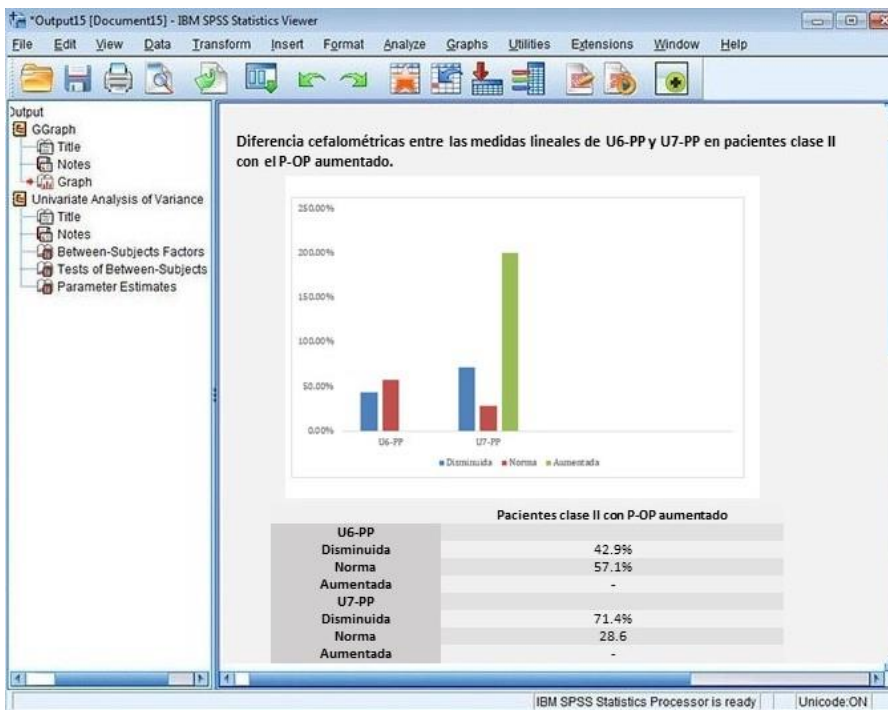 *Output15 [Document15] - IBM SPSS Statistics Viewer
File Edit View Data Transform Insert Format Analyze Graphs Utilities Extensions Window Help
Output
GGraph
Title
Notes
Graph
Univariate Analysis of Variance
Title
Notes
Between-Subjects Factors
Tests of Between-Subjects
Parameter Estimates
Diferencia cefalométricas entre las medidas lineales de U6-PP y U7-PP en pacientes clase II
con el P-OP aumentado.
250.00%
200.00%
150.00%
100.00%
50.00%
0.00%
U6-PP U7-PP
Disminuida Norma Aumentada
Pacientes clase II con P-OP aumentado
U6-PP
Disminuida 42.9%
Norma 57.1%
Aumentada -
U7-PP
Disminuida 71.4%
Norma 28.6
Aumentada -
IBM SPSS Statistics Processor is ready Unicode:ON